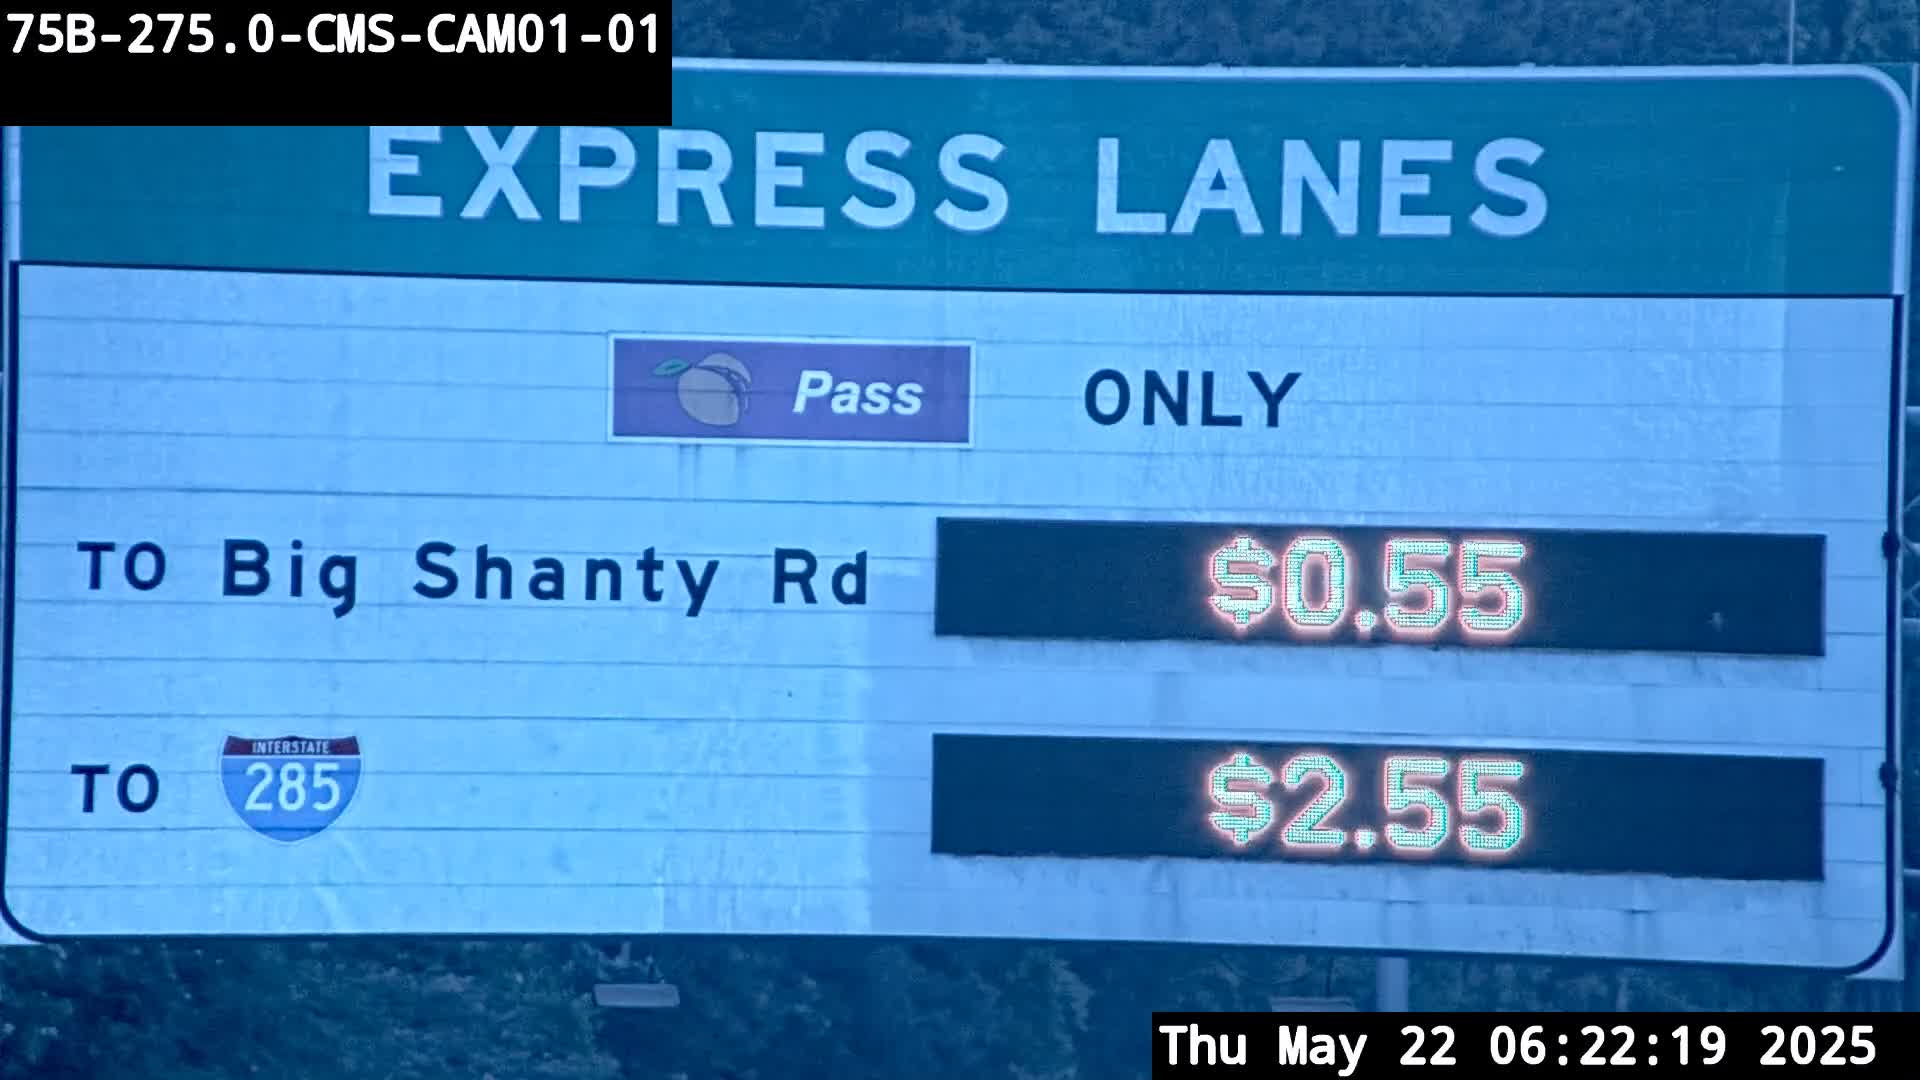 75B-275.0-CMS-CAM01-01
EXPRESS LANES
Pass ONLY
TO Big Shanty Rd $0.55
INTERSTATE
TO 285 $2.55
Thu May 22 06:22:19 2025